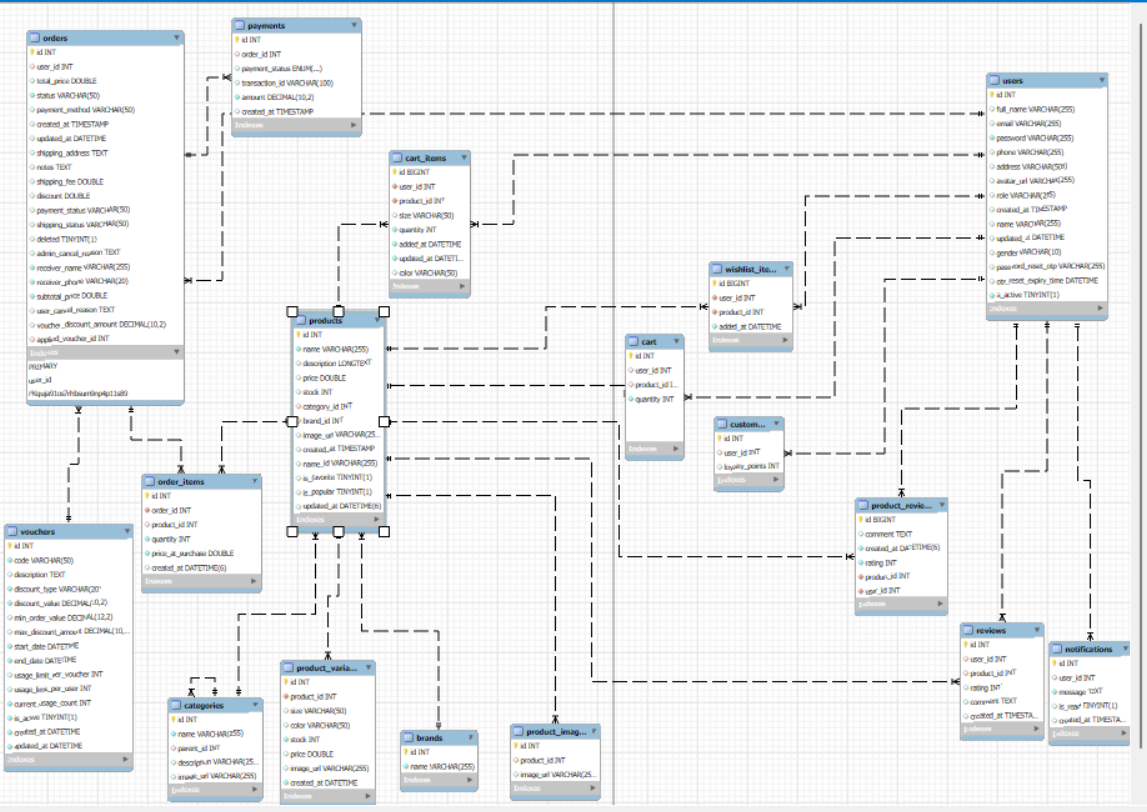 orders
id INT
user_id INT
total_price DOUBLE
status VARCHAR(50)
payment_method VARCHAR(50)
created_at TIMESTAMP
updated_at DATETIME
shipping_address TEXT
notes TEXT
shipping_fee DOUBLE
discount DOUBLE
payment_status VARCHAR(50)
shipping_status VARCHAR(50)
deleted TINYINT(1)
admin_cancel_reason TEXT
receiver_name VARCHAR(255)
receiver_phone VARCHAR(20)
subtotal_price DOUBLE
user_cancel_reason TEXT
voucher_discount_amount DECIMAL(10,2)
applied_voucher_id INT
Indexes
PRIMARY
user_id
payments
id INT
order_id INT
payment_status ENUM(...)
transaction_id VARCHAR(100)
amount DECIMAL(10,2)
created_at TIMESTAMP
Indexes
cart_items
id BIGINT
user_id INT
product_id INT
size VARCHAR(50)
quantity INT
added_at DATETIME
updated_at DATETI...
color VARCHAR(50)
Indexes
users
id INT
full_name VARCHAR(255)
email VARCHAR(255)
password VARCHAR(255)
phone VARCHAR(255)
address VARCHAR(500)
avatar_url VARCHAR(255)
role VARCHAR(255)
created_at TIMESTAMP
name VARCHAR(255)
updated_at DATETIME
gender VARCHAR(10)
password_reset_otp VARCHAR(255)
otp_reset_expiry_time DATETIME
is_active TINYINT(1)
Indexes
wishlist_ite...
id BIGINT
user_id INT
product_id INT
added_at DATETIME
Indexes
products
id INT
name VARCHAR(255)
description LONGTEXT
price DOUBLE
stock INT
category_id INT
brand_id INT
image_url VARCHAR(25...
created_at TIMESTAMP
name_id VARCHAR(255)
is_favorite TINYINT(1)
is_popular TINYINT(1)
updated_at DATETIME(6)
Indexes
cart
id INT
user_id INT
product_id I...
quantity INT
Indexes
custom...
id INT
user_id INT
loyalty_points INT
Indexes
order_items
id INT
order_id INT
product_id INT
quantity INT
price_at_purchase DOUBLE
created_at DATETIME(6)
Indexes
product_revie...
id BIGINT
comment TEXT
created_at DATETIME(6)
rating INT
product_id INT
user_id INT
Indexes
vouchers
id INT
code VARCHAR(50)
description TEXT
discount_type VARCHAR(20)
discount_value DECIMAL(10,2)
min_order_value DECIMAL(12,2)
max_discount_amount DECIMAL(10,...
start_date DATETIME
end_date DATETIME
usage_limit_per_voucher INT
usage_limit_per_user INT
current_usage_count INT
is_active TINYINT(1)
created_at DATETIME
updated_at DATETIME
Indexes
categories
id INT
name VARCHAR(255)
parent_id INT
description VARCHAR(25...
image_url VARCHAR(255)
Indexes
product_varia...
id INT
product_id INT
size VARCHAR(50)
color VARCHAR(50)
stock INT
price DOUBLE
image_url VARCHAR(255)
created_at DATETIME
Indexes
brands
id INT
name VARCHAR(255)
Indexes
product_imag...
id INT
product_id INT
image_url VARCHAR(25...
Indexes
reviews
id INT
user_id INT
product_id INT
rating INT
comment TEXT
created_at TIMESTA...
Indexes
notifications
id INT
user_id INT
message TEXT
is_read TINYINT(1)
created_at TIMESTA...
Indexes